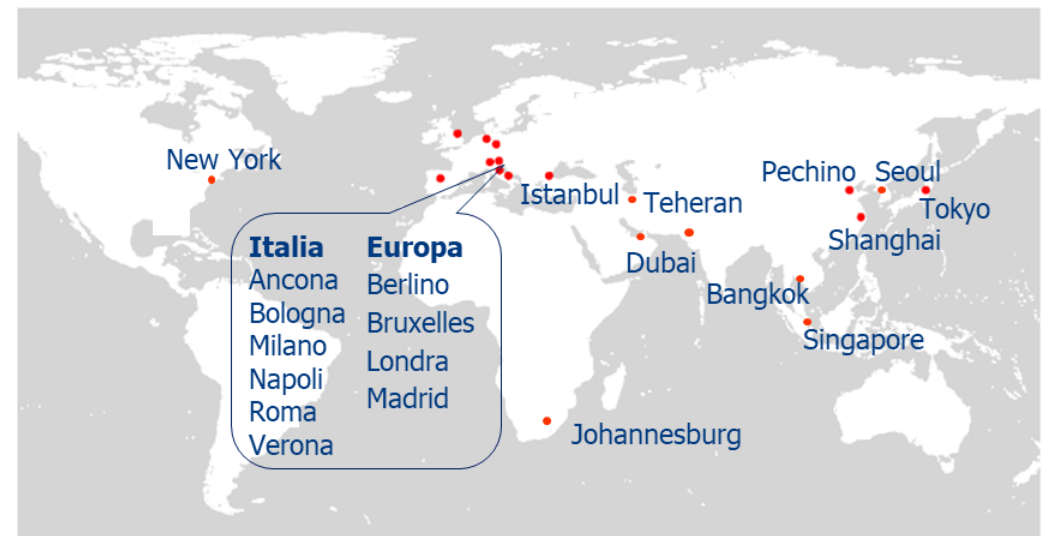 New York
Istanbul
Teheran
Dubai
Pechino
Seoul
Tokyo
Shanghai
Bangkok
Singapore
Johannesburg
Italia
Ancona
Bologna
Milano
Napoli
Roma
Verona
Europa
Berlino
Bruxelles
Londra
Madrid